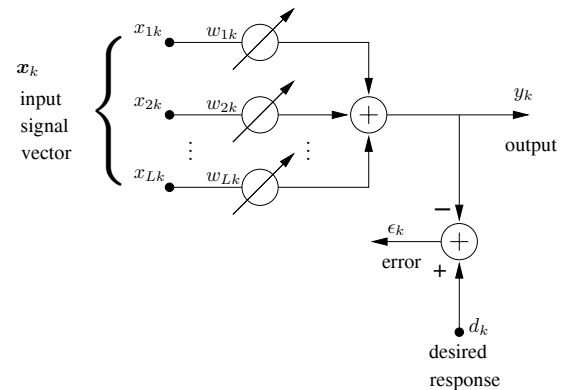 x_{1k}
w_{1k}
x_k
input
signal
vector
x_{2k}
w_{2k}
+
y_k
output
⋮
⋮
x_{Lk}
w_{Lk}
−
ϵ_k
+
error
+
d_k
desired
response